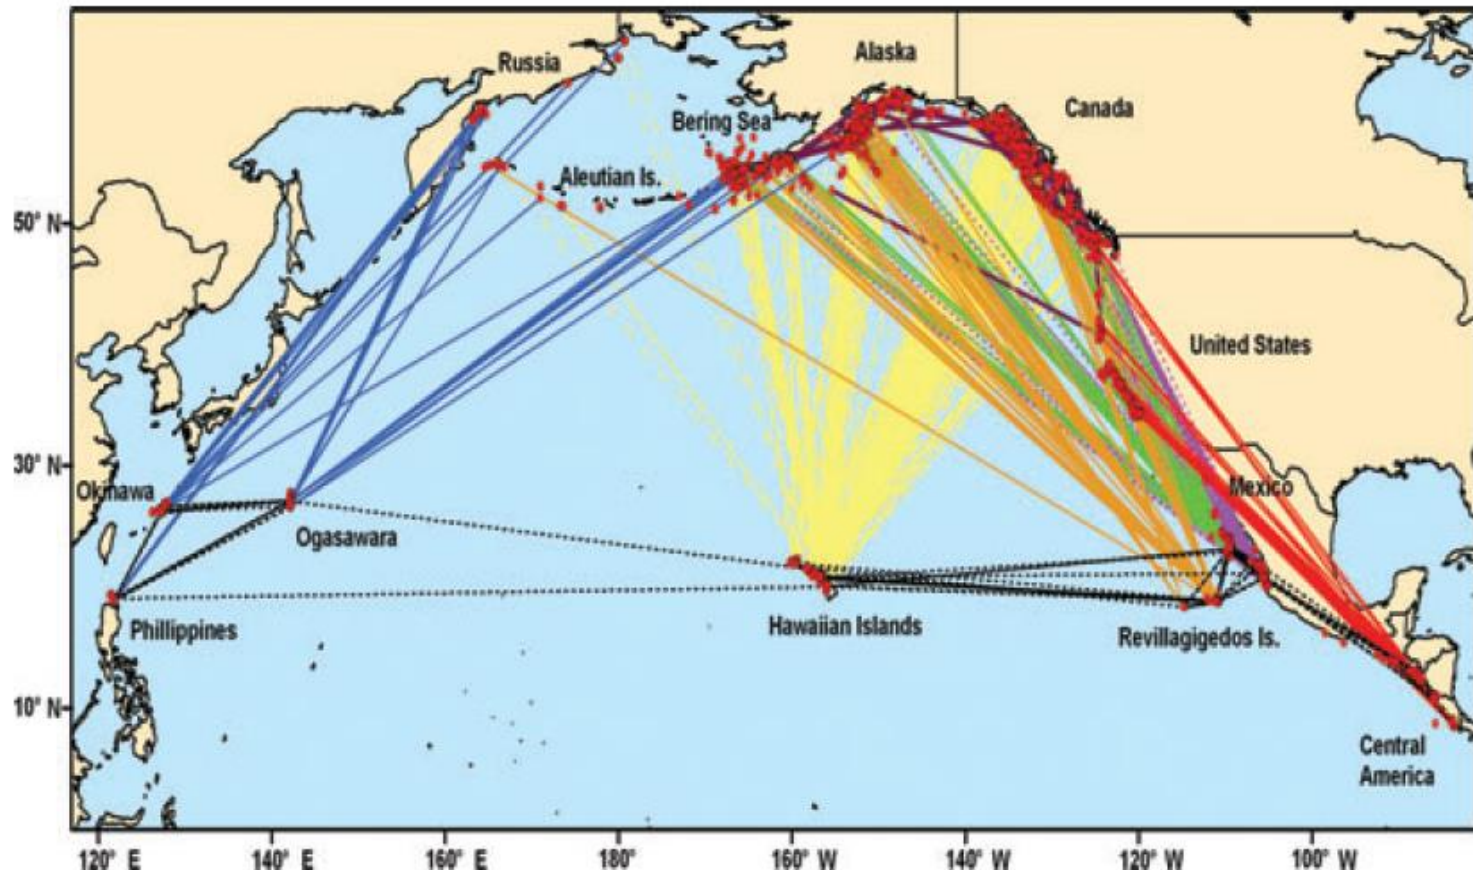 Alaska
Russia
Canada
Bering Sea
Aleutian Is.
50° N
United States
30° N
Okinawa
Mexico
Ogasawara
Phillippines
Hawaiian Islands
Revillagigedos Is.
10° N
Central
America
120° E
140° E
160° E
180°
160° W
140° W
120° W
100° W